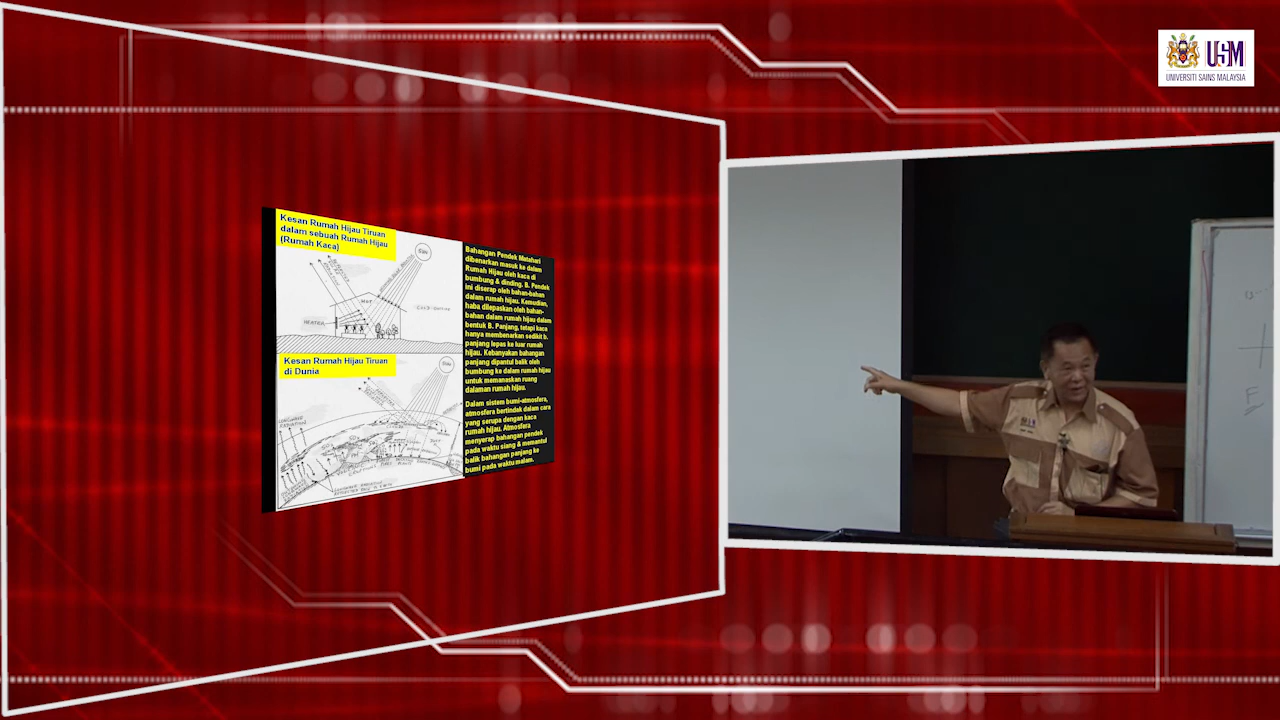 USM
UNIVERSITI SAINS MALAYSIA
Kesan Rumah Hijau Tiruan
dalam sebuah Rumah Hijau
(Rumah Kaca)
HEATER
Kesan Rumah Hijau Tiruan
di Dunia
Bahangan Pendek Matahari
dibenarkan masuk ke dalam
Rumah Hijau oleh kaca di
bumbung & dinding. B. Pendek
ini diserap oleh bahan-bahan
dalam rumah hijau. Kemudian,
haba dilepaskan oleh bahan-
bahan dalam rumah hijau dalam
bentuk B. Panjang, tetapi kaca
hanya membenarkan sedikit b.
panjang lepas ke luar rumah
hijau. Kebanyakan bahangan
panjang dipantul balik oleh
bumbung ke dalam rumah hijau
untuk memanaskan ruang
dalaman rumah hijau.
Dalam sistem bumi-atmosfera,
atmosfera bertindak dalam cara
yang serupa dengan kaca
rumah hijau. Atmosfera
menyerap bahangan pendek
pada waktu siang & memantul
balik bahangan panjang ke
bumi pada waktu malam.